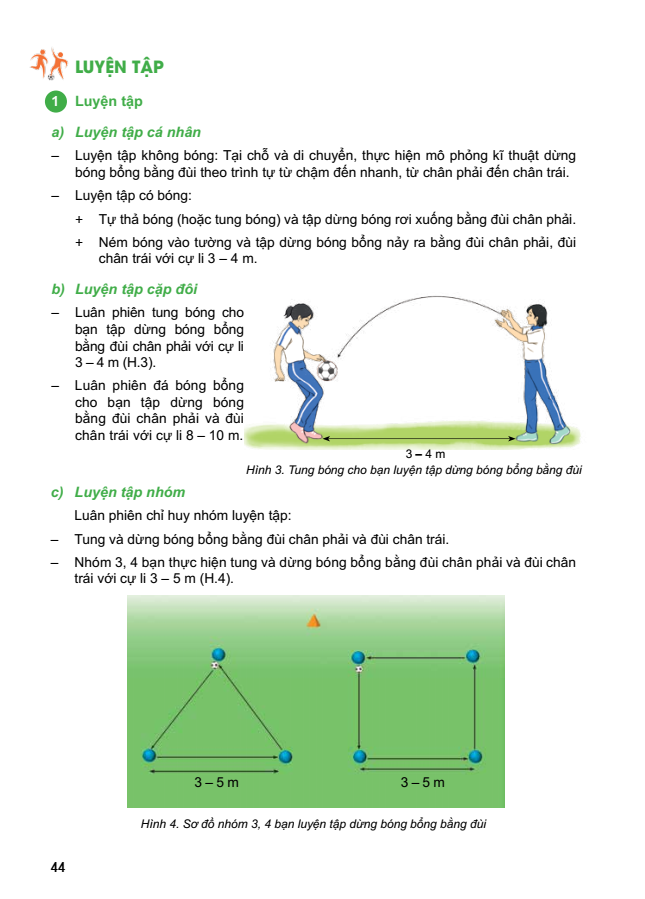 LUYỆN TẬP
1 Luyện tập
a) Luyện tập cá nhân
– Luyện tập không bóng: Tại chỗ và di chuyển, thực hiện mô phỏng kĩ thuật dừng
bóng bổng bằng đùi theo trình tự từ chậm đến nhanh, từ chân phải đến chân trái.
– Luyện tập có bóng:
+ Tự thả bóng (hoặc tung bóng) và tập dừng bóng rơi xuống bằng đùi chân phải.
+ Ném bóng vào tường và tập dừng bóng bổng nảy ra bằng đùi chân phải, đùi
chân trái với cự li 3 – 4 m.
b) Luyện tập cặp đôi
– Luân phiên tung bóng cho
bạn tập dừng bóng bổng
bằng đùi chân phải với cự li
3 – 4 m (H.3).
– Luân phiên đá bóng bổng
cho bạn tập dừng bóng
bằng đùi chân phải và đùi
chân trái với cự li 8 – 10 m.
3 – 4 m
Hình 3. Tung bóng cho bạn luyện tập dừng bóng bổng bằng đùi
c) Luyện tập nhóm
Luân phiên chỉ huy nhóm luyện tập:
– Tung và dừng bóng bổng bằng đùi chân phải và đùi chân trái.
– Nhóm 3, 4 bạn thực hiện tung và dừng bóng bổng bằng đùi chân phải và đùi chân
trái với cự li 3 – 5 m (H.4).
3 – 5 m
3 – 5 m
Hình 4. Sơ đồ nhóm 3, 4 bạn luyện tập dừng bóng bổng bằng đùi
44